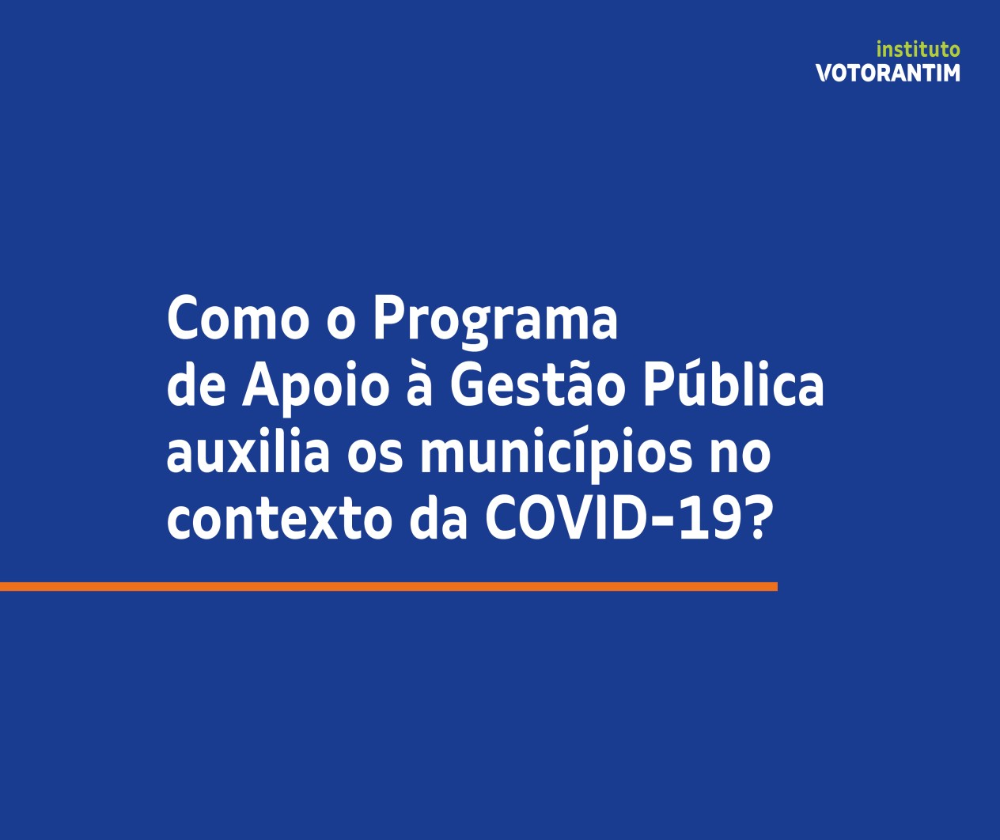 instituto
VOTORANTIM
Como o Programa
de Apoio à Gestão Pública
auxilia os municípios no
contexto da COVID-19?